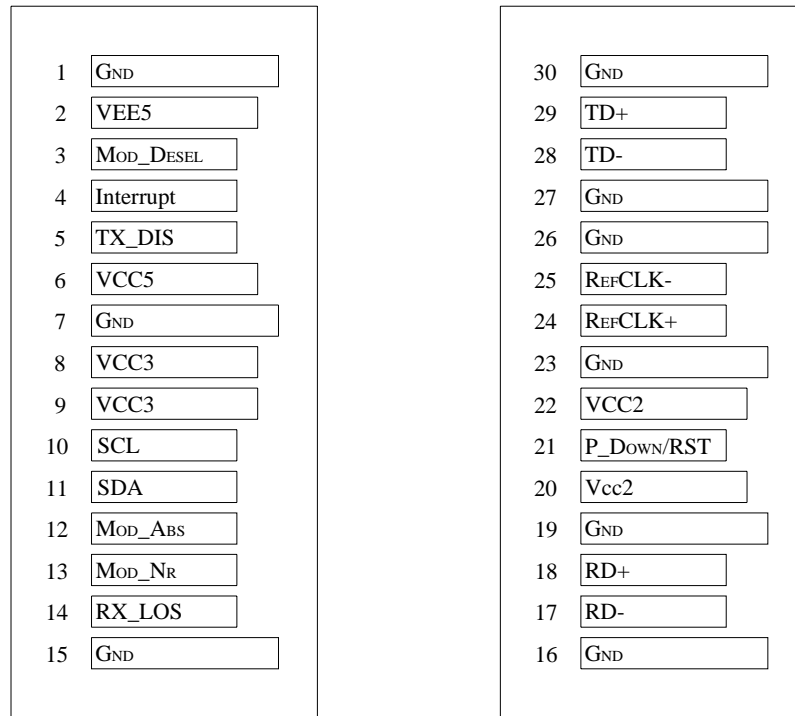 1 GND
2 VEE5
3 MOD_DESEL
4 Interrupt
5 TX_DIS
6 VCC5
7 GND
8 VCC3
9 VCC3
10 SCL
11 SDA
12 MOD_ABS
13 MOD_NR
14 RX_LOS
15 GND
30 GND
29 TD+
28 TD-
27 GND
26 GND
25 REFCLK-
24 REFCLK+
23 GND
22 VCC2
21 P_DOWN/RST
20 Vcc2
19 GND
18 RD+
17 RD-
16 GND